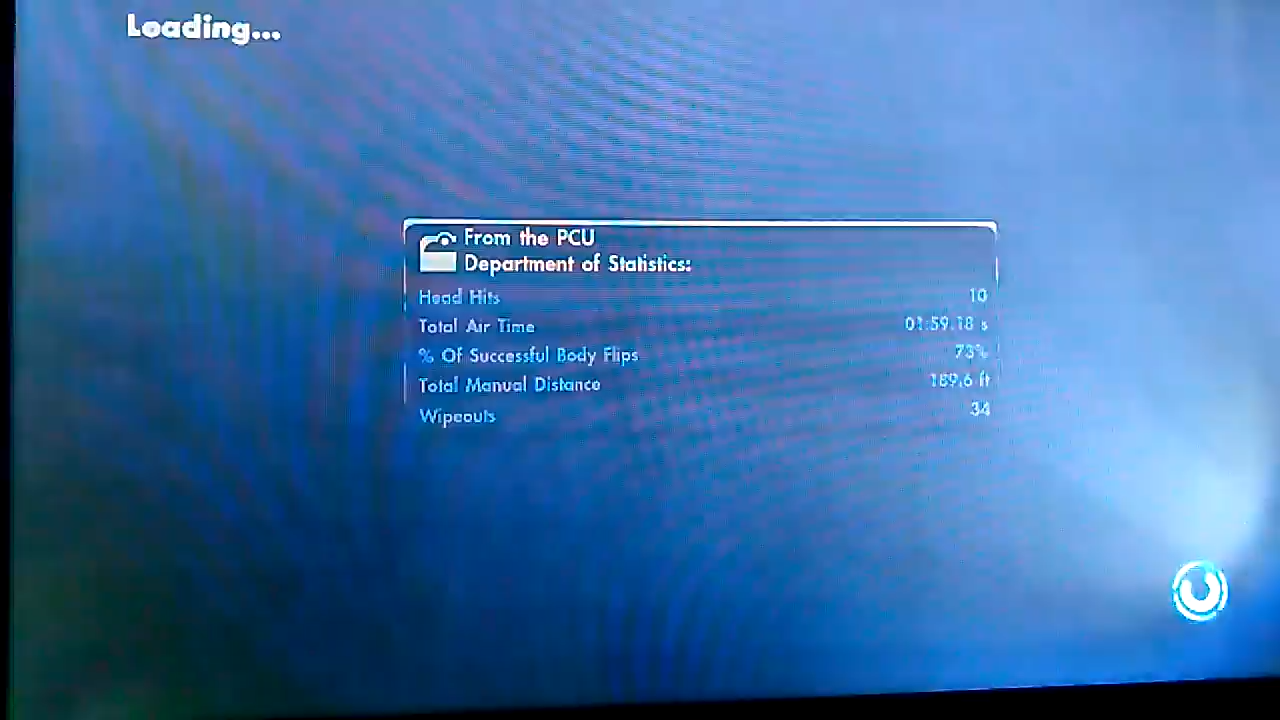 Loading...
From the PCU
Department of Statistics:
Head Hits 10
Total Air Time 01:59.18 s
% Of Successful Body Flips 73%
Total Manual Distance 189.6 ft
Wipeouts 34